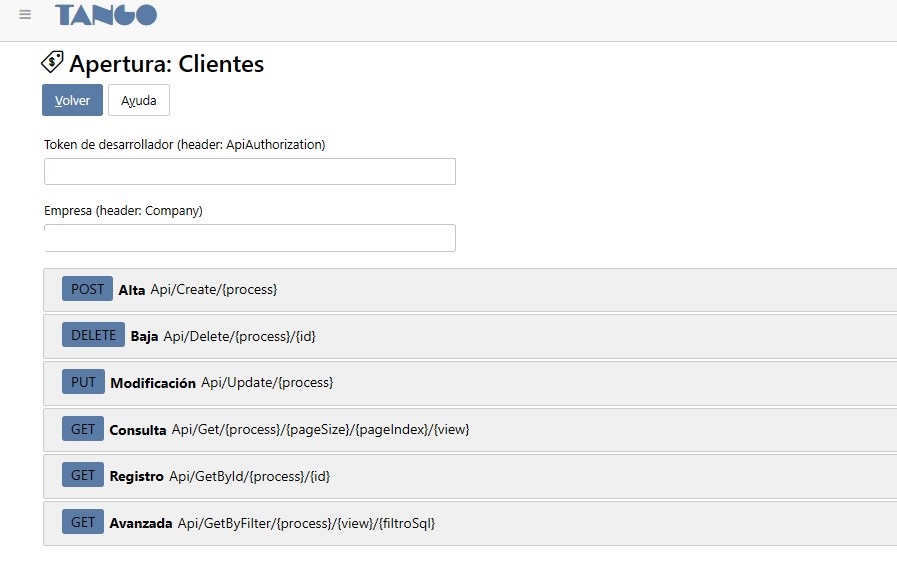 TANGO
Apertura: Clientes
Volver Ayuda
Token de desarrollador (header: ApiAuthorization)
Empresa (header: Company)
POST Alta Api/Create/{process}
DELETE Baja Api/Delete/{process}/{id}
PUT Modificación Api/Update/{process}
GET Consulta Api/Get/{process}/{pageSize}/{pageIndex}/{view}
GET Registro Api/GetById/{process}/{id}
GET Avanzada Api/GetByFilter/{process}/{view}/{filtroSql}